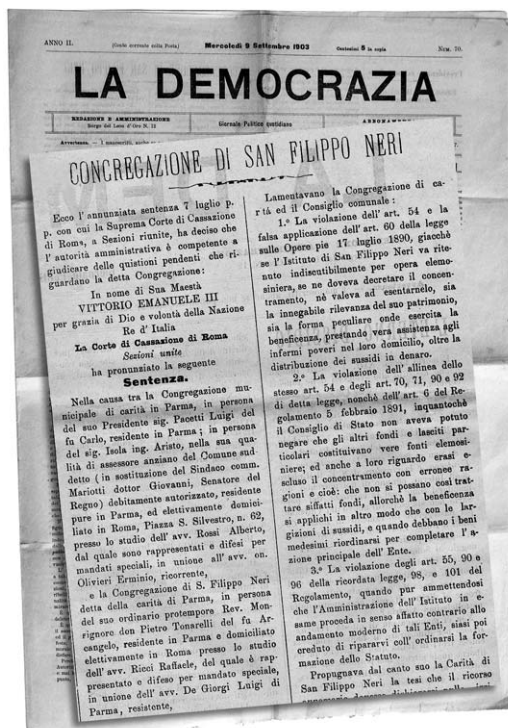 ANNO II.
(Conto corrente colla Posta)
Mercoledì 9 Settembre 1903
Centesimi 5 la copia
Num. 70.
LA DEMOCRAZIA
REDAZIONE E AMMINISTRAZIONE
Borgo del Leon d'Oro N. 11
Giornale Politico quotidiano
Avvertenza. — I manoscritti, anche
CONGREGAZIONE DI SAN FILIPPO NERI
Ecco l'annunziata sentenza 7 luglio p.
p. con cui la Suprema Corte di Cassazione
di Roma, a Sezioni riunite, ha deciso che
l'autorità amministrativa è competente a
giudicare delle quistioni pendenti che ri-
guardano la detta Congregazione:
In nome di Sua Maestà
VITTORIO EMANUELE III
per grazia di Dio e volontà della Nazione
Re d'Italia
La Corte di Cassazione di Roma
Sezioni unite
ha pronunziato la seguente
Sentenza.
Nella causa tra la Congregazione mu-
nicipale di carità in Parma, in persona
del suo Presidente sig. Pacetti Luigi del
fu Carlo, residente in Parma; in persona
del sig. Isola ing. Aristo, nella sua qua-
lità di assessore anziano del Comune sud-
detto (in sostituzione del Sindaco comm.
Mariotti dottor Giovanni, Senatore del
Regno) debitamente autorizzato, residente
pure in Parma, ed elettivamente domici-
liato in Roma, Piazza S. Silvestro, n. 62,
presso lo studio dell'avv. Rossi Alberto,
dal quale sono rappresentati e difesi per
mandati speciali, in unione all'avv. on.
Olivieri Erminio, ricorrente,
e la Congregazione di S. Filippo Neri
detta della carità di Parma, in persona
del suo ordinario protempore Rev. Mon-
signore don Pietro Tonarelli del fu Ar-
cangelo, residente in Parma e domiciliato
elettivamente in Roma presso lo studio
dell'avv. Ricci Raffaele, del quale è rap-
presentato e difeso per mandato speciale,
in unione dell'avv. De Giorgi Luigi di
Parma, resistente,
Lamentavano la Congregazione di ca-
rità ed il Consiglio comunale:
1.º La violazione dell'art. 54 e la
falsa applicazione dell'art. 60 della legge
sulle Opere pie 17 luglio 1890, giacchè
se l'Istituto di San Filippo Neri va rite-
nuto indiscutibilmente per opera elemo-
siniera, se ne doveva decretare il concen-
tramento, nè valeva ad esentarnelo, sia
la innegabile rilevanza del suo patrimonio,
sia la forma peculiare onde esercita la
beneficenza, prestando vera assistenza agli
infermi poveri nel loro domicilio, oltre la
distribuzione dei sussidi in denaro.
2.º La violazione dell'allinea dello
stesso art. 54 e degli art. 70, 71, 90 e 92
di detta legge, nonchè dell'art. 6 del Re-
golamento 5 febbraio 1891, inquantochè
il Consiglio di Stato non aveva potuto
negare che gli altri fondi e lasciti par-
ticolari costituivano vere fonti elemosi-
niere; ed anche a loro riguardo erasi e-
scluso il concentramento con erronee ra-
gioni e cioè: che non si possano così trat-
tare siffatti fondi, allorchè la beneficenza
si applichi in altro modo che con le lar-
gizioni di sussidi, e quando debbano i beni
medesimi riordinarsi per completare l'a-
zione principale dell'Ente.
3.º La violazione degli art. 55, 90 e
96 della ricordata legge, 98, e 101 del
Regolamento, quando pur ammettendosi
che l'Amministrazione dell'Istituto in e-
same proceda in senso affatto contrario allo
andamento moderno di tali Enti, siasi poi
creduto di ripararvi coll'ordinarsi la for-
mazione dello Statuto.
Propugnava dal canto suo la Carità di
San Filippo Neri la tesi che il ricorso